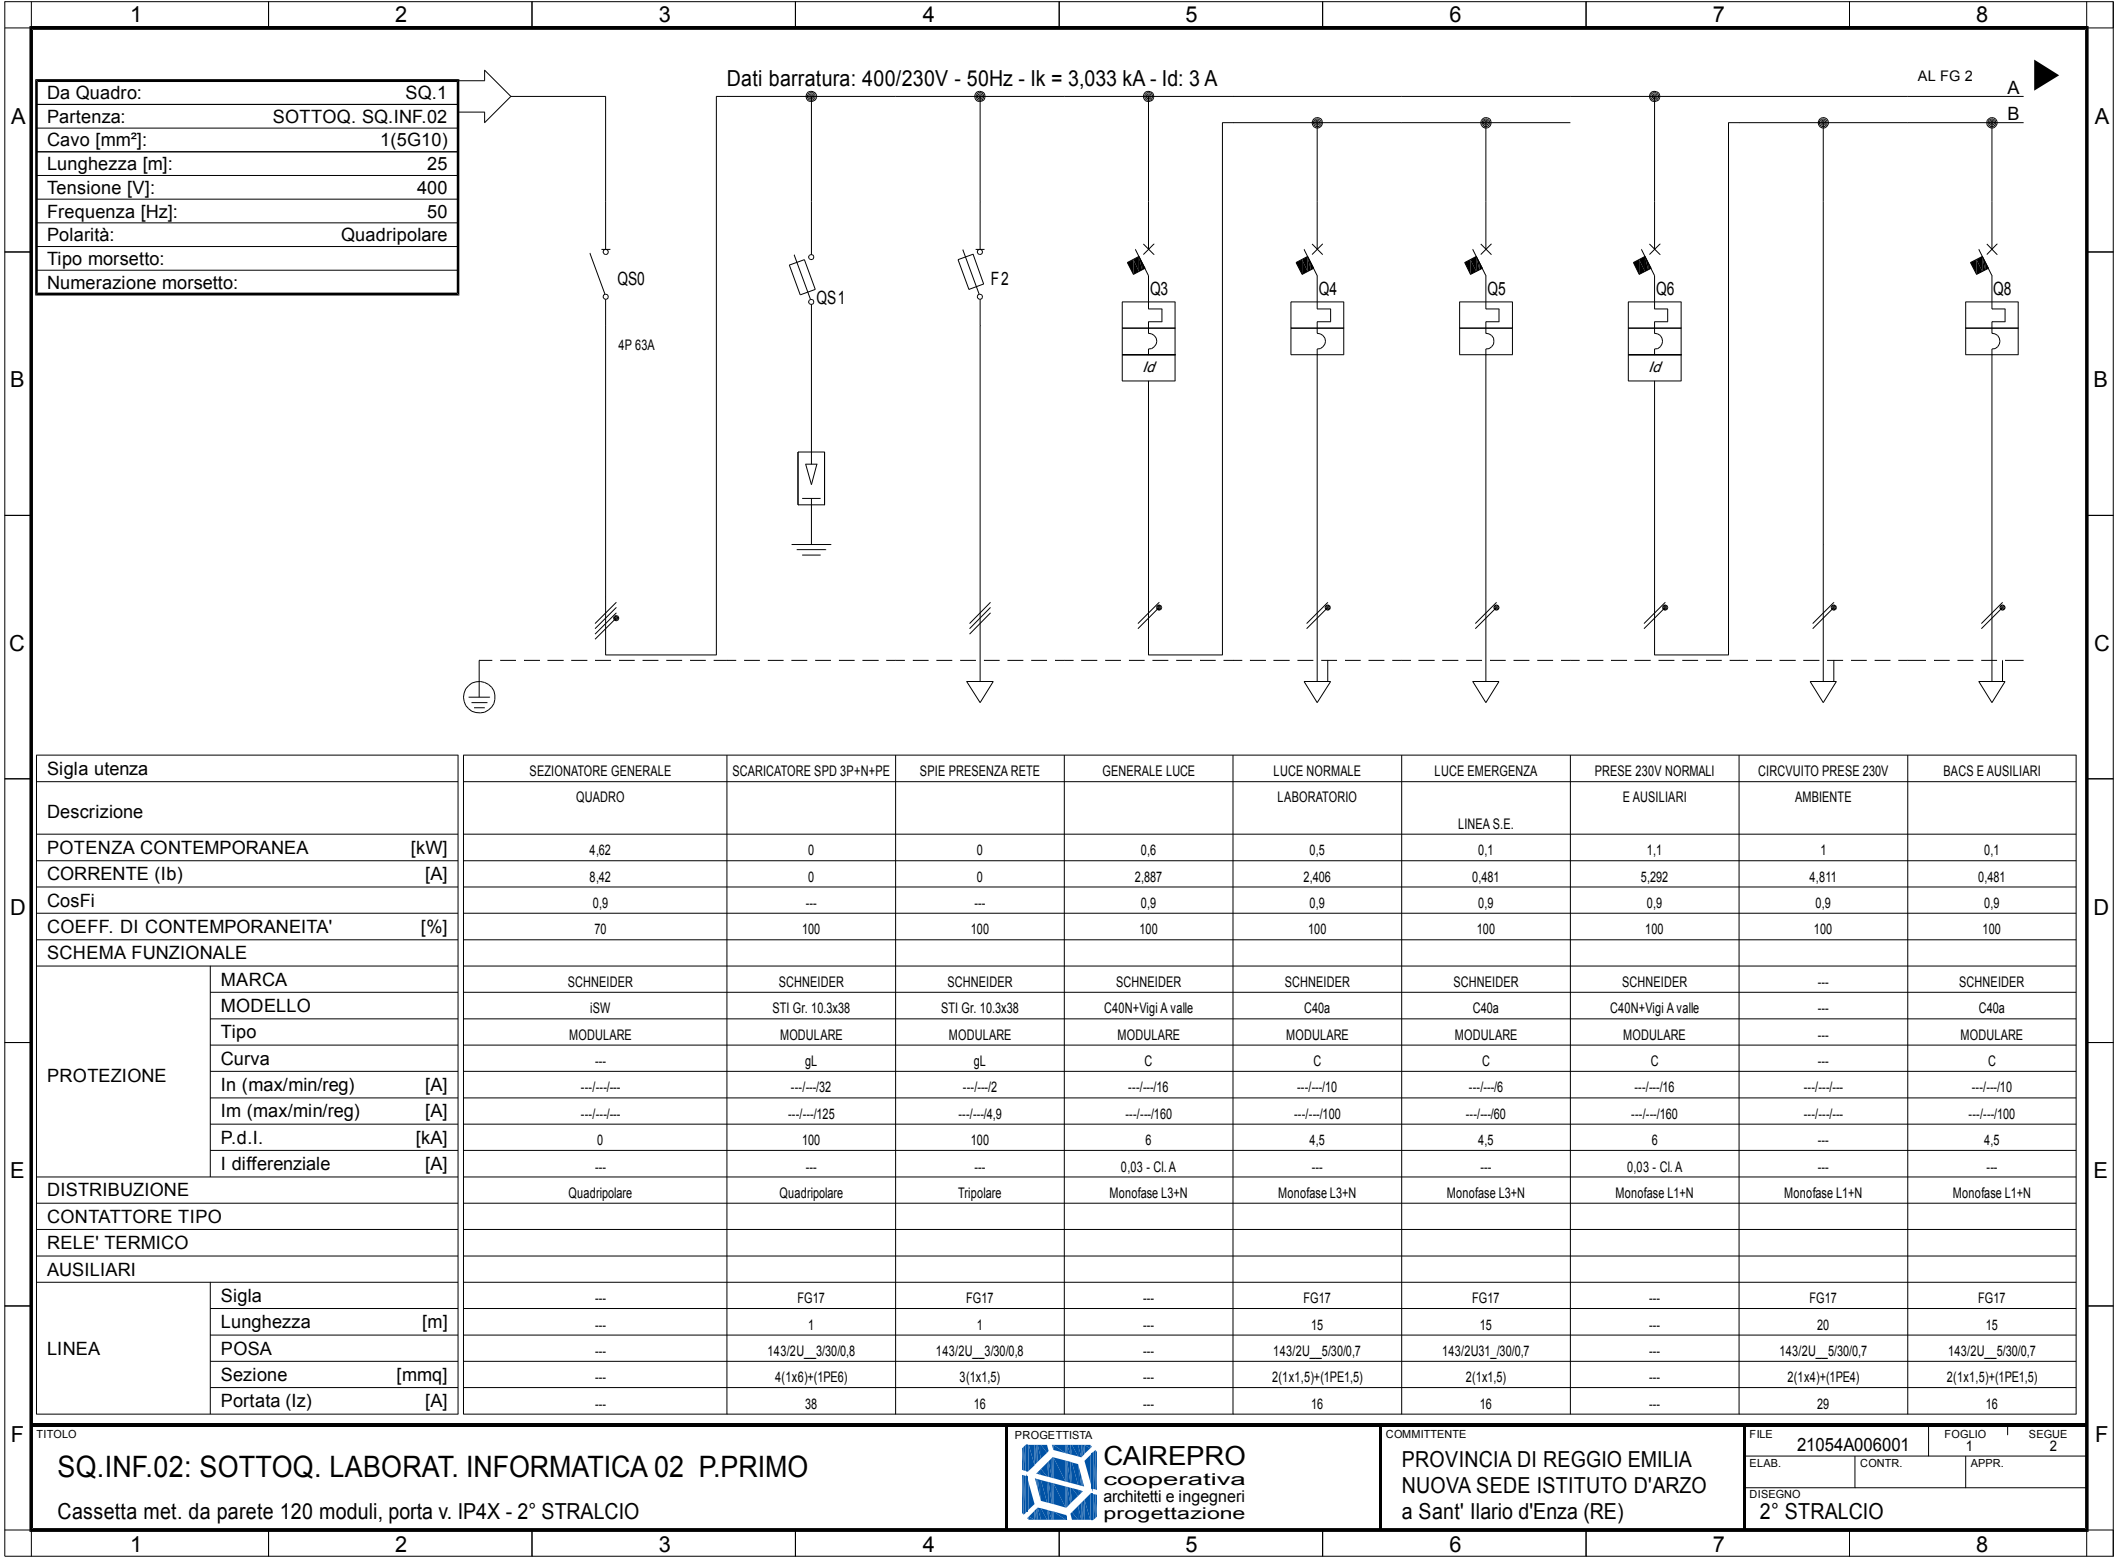 1 2 3 4 5 6 7 8
Dati barratura: 400/230V - 50Hz - Ik = 3,033 kA - Id: 3 A
AL FG 2
A
B
Da Quadro: SQ.1
Partenza: SOTTOQ. SQ.INF.02
Cavo [mm²]: 1(5G10)
Lunghezza [m]: 25
Tensione [V]: 400
Frequenza [Hz]: 50
Polarità: Quadripolare
Tipo morsetto:
Numerazione morsetto:
A A
QS0 QS1 F2 Q3 Q4 Q5 Q6 Q8
4P 63A
Id Id
B B
C C
Sigla utenza SEZIONATORE GENERALE SCARICATORE SPD 3P+N+PE SPIE PRESENZA RETE GENERALE LUCE LUCE NORMALE LUCE EMERGENZA PRESE 230V NORMALI CIRCVUITO PRESE 230V BACS E AUSILIARI
Descrizione QUADRO LABORATORIO E AUSILIARI AMBIENTE
LINEA S.E.
POTENZA CONTEMPORANEA [kW] 4,62 0 0 0,6 0,5 0,1 1,1 1 0,1
CORRENTE (Ib) [A] 8,42 0 0 2,887 2,406 0,481 5,292 4,811 0,481
D CosFi 0,9 --- --- 0,9 0,9 0,9 0,9 0,9 0,9 D
COEFF. DI CONTEMPORANEITA' [%] 70 100 100 100 100 100 100 100 100
SCHEMA FUNZIONALE
PROTEZIONE
MARCA SCHNEIDER SCHNEIDER SCHNEIDER SCHNEIDER SCHNEIDER SCHNEIDER SCHNEIDER --- SCHNEIDER
MODELLO iSW STI Gr. 10.3x38 STI Gr. 10.3x38 C40N+Vigi A valle C40a C40a C40N+Vigi A valle --- C40a
Tipo MODULARE MODULARE MODULARE MODULARE MODULARE MODULARE MODULARE --- MODULARE
Curva --- gL gL C C C C --- C
In (max/min/reg) [A] ---/---/--- ---/---/32 ---/---/2 ---/---/16 ---/---/10 ---/---/6 ---/---/16 ---/---/--- ---/---/10
Im (max/min/reg) [A] ---/---/--- ---/---/125 ---/---/4,9 ---/---/160 ---/---/100 ---/---/60 ---/---/160 ---/---/--- ---/---/100
P.d.I. [kA] 0 100 100 6 4,5 4,5 6 --- 4,5
E I differenziale [A] --- --- --- 0,03 - Cl. A --- --- 0,03 - Cl. A --- --- E
DISTRIBUZIONE Quadripolare Quadripolare Tripolare Monofase L3+N Monofase L3+N Monofase L3+N Monofase L1+N Monofase L1+N Monofase L1+N
CONTATTORE TIPO
RELE' TERMICO
AUSILIARI
LINEA
Sigla --- FG17 FG17 --- FG17 FG17 --- FG17 FG17
Lunghezza [m] --- 1 1 --- 15 15 --- 20 15
POSA --- 143/2U__3/30/0,8 143/2U__3/30/0,8 --- 143/2U__5/30/0,7 143/2U31_/30/0,7 --- 143/2U__5/30/0,7 143/2U__5/30/0,7
Sezione [mmq] --- 4(1x6)+(1PE6) 3(1x1,5) --- 2(1x1,5)+(1PE1,5) 2(1x1,5) --- 2(1x4)+(1PE4) 2(1x1,5)+(1PE1,5)
Portata (Iz) [A] --- 38 16 --- 16 16 --- 29 16
F F
TITOLO
SQ.INF.02: SOTTOQ. LABORAT. INFORMATICA 02 P.PRIMO
Cassetta met. da parete 120 moduli, porta v. IP4X - 2° STRALCIO
PROGETTISTA
CAIREPRO
cooperativa
architetti e ingegneri
progettazione
COMMITTENTE
PROVINCIA DI REGGIO EMILIA
NUOVA SEDE ISTITUTO D'ARZO
a Sant' Ilario d'Enza (RE)
FILE 21054A006001 FOGLIO 1 SEGUE 2
ELAB. CONTR. APPR.
DISEGNO
2° STRALCIO
1 2 3 4 5 6 7 8